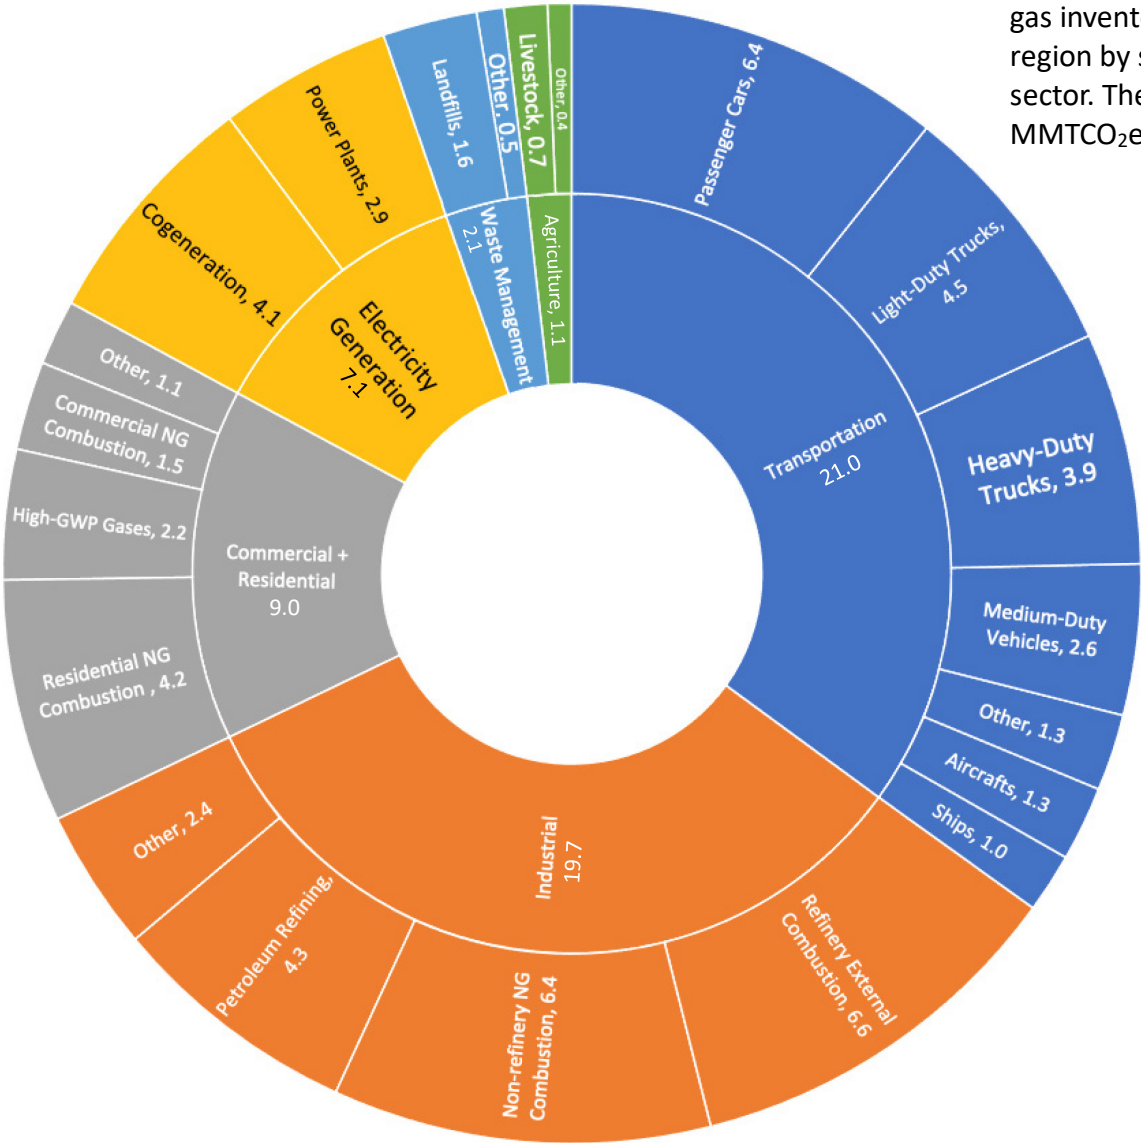 gas invent
region by
sector. The
MMTCO₂e
Passenger Cars, 6.4
Light-Duty Trucks,
4.5
Heavy-Duty
Trucks, 3.9
Medium-Duty
Vehicles, 2.6
Other, 1.3
Aircrafts, 1.3
Ships, 1.0
Transportation
21.0
Refinery External
Combustion, 6.6
Non-refinery NG
Combustion, 6.4
Petroleum Refining,
4.3
Other, 2.4
Industrial
19.7
Residential NG
Combustion , 4.2
High-GWP Gases, 2.2
Commercial NG
Combustion, 1.5
Other, 1.1
Commercial +
Residential
9.0
Cogeneration, 4.1
Power Plants, 2.9
Electricity
Generation
7.1
Landfills, 1.6
Other, 0.5
Waste Management
2.1
Livestock, 0.7
Other, 0.4
Agriculture, 1.1